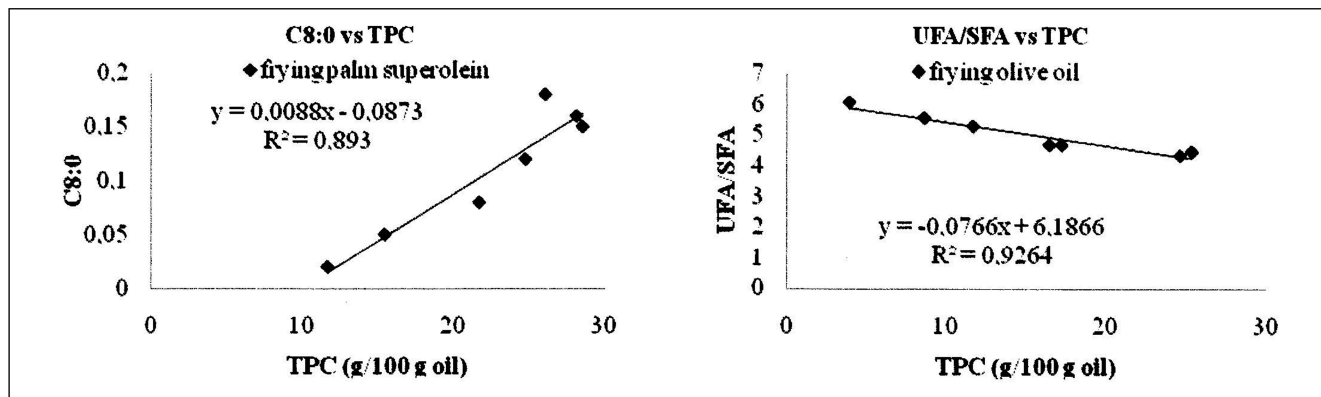 C8:0 vs TPC
◆ firying palm superolein
y = 0,0088x - 0,0873
R² = 0,893
0,2
0,15
0,1
0,05
0
C8:0
0 10 20 30
TPC (g/100 g oil)
UFA/SFA vs TPC
◆ firying olive oil
7
6
5
4
3
2
1
0
UFA/SFA
y = -0,0766x + 6,1866
R² = 0,9264
0 10 20 30
TPC (g/100 g oil)